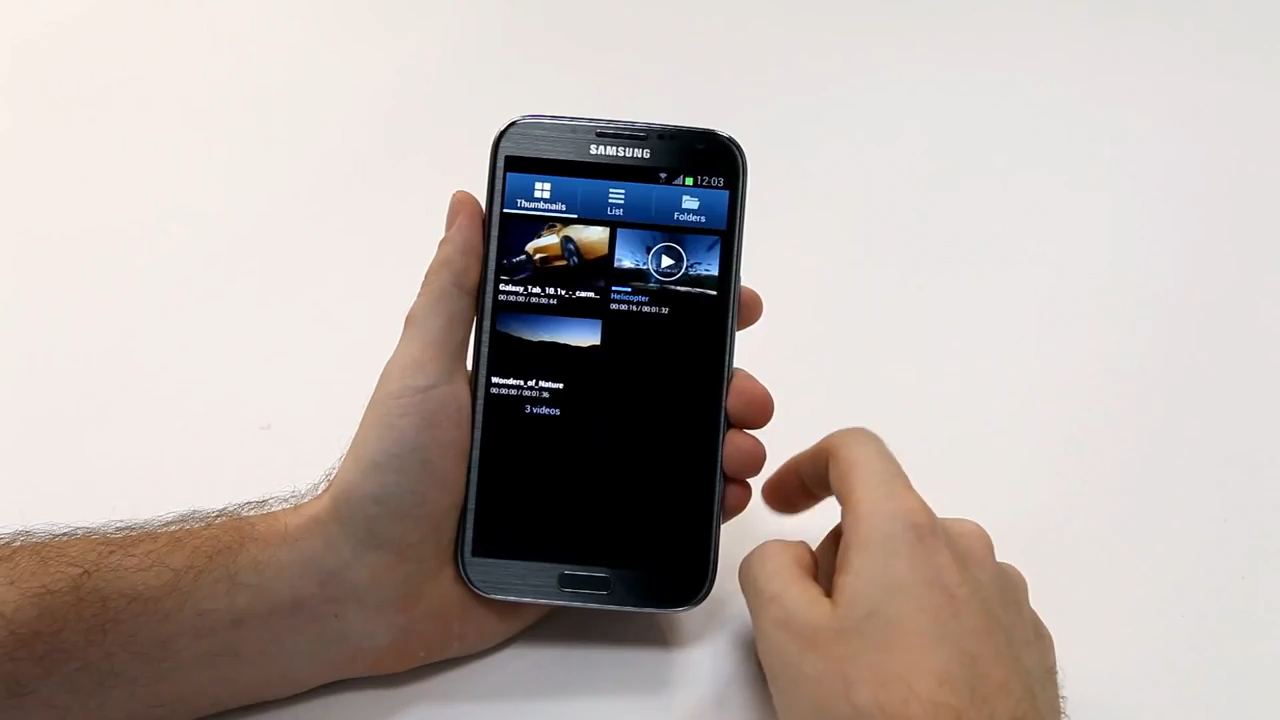 SAMSUNG
12:03
Thumbnails
List
Folders
Galaxy_Tab_10.1v_-_carm...
00:00:00 / 00:00:44
Helicopter
00:00:16 / 00:01:32
Wonders_of_Nature
00:00:00 / 00:01:36
3 videos